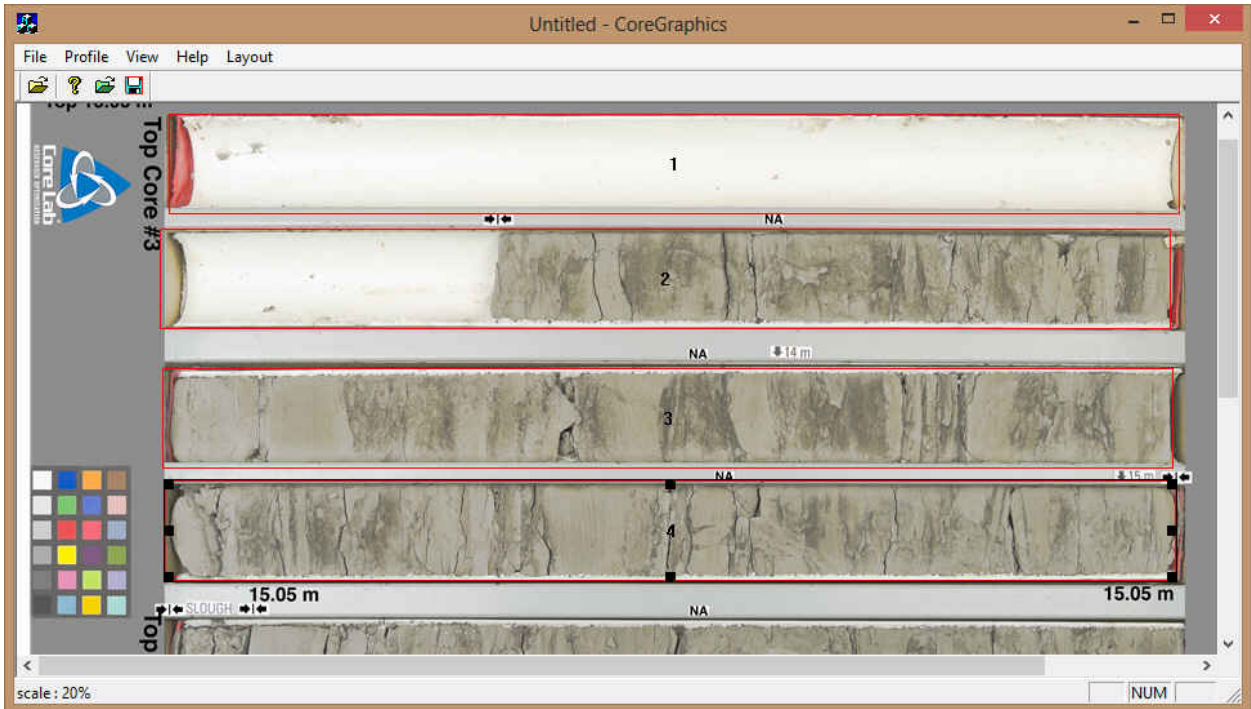 Untitled - CoreGraphics
File Profile View Help Layout
Top Core #3
Core Lab
1
NA
2
NA
14 m
3
NA
15 m
4
15.05 m
15.05 m
SLOUGH
NA
Top
scale : 20%
NUM